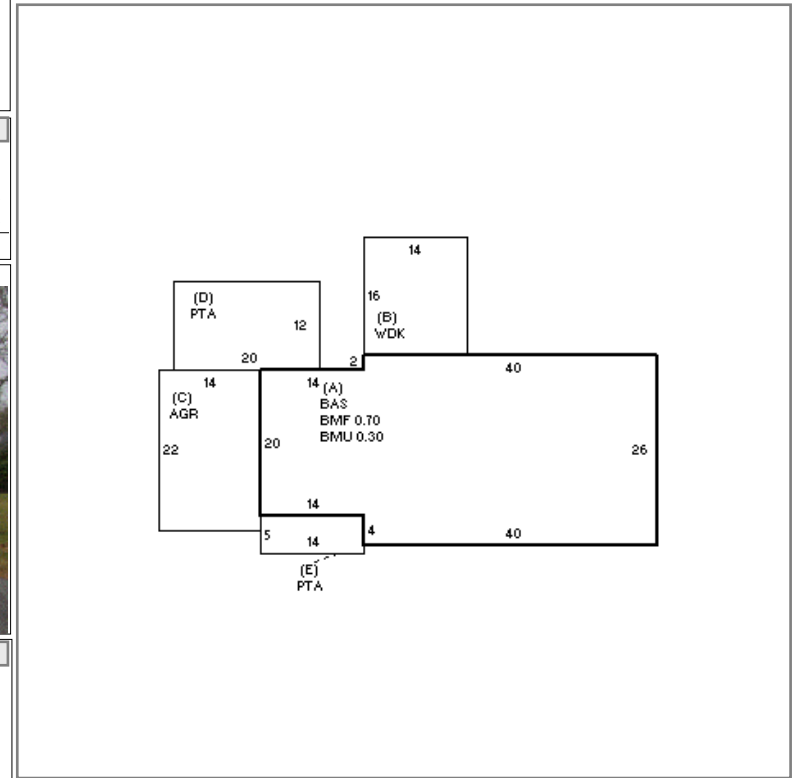 14
16
(B)
WDK
(D)
PTA
12
20
2
40
14
14
(C)
AGR
(A)
BAS
BMF 0.70
BMU 0.30
22
20
26
14
5
14
4
40
(E)
PTA